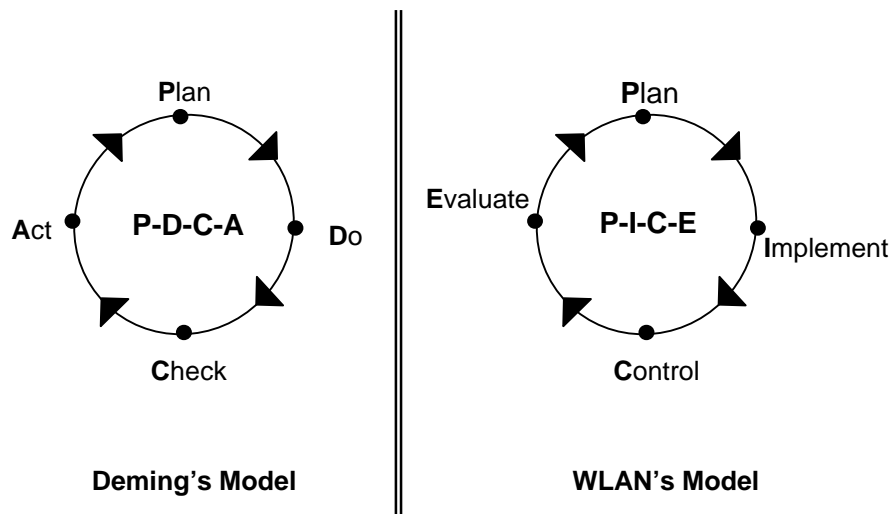 Plan
Act
P-D-C-A
Do
Check
Deming’s Model
Plan
Evaluate
P-I-C-E
Implement
Control
WLAN’s Model